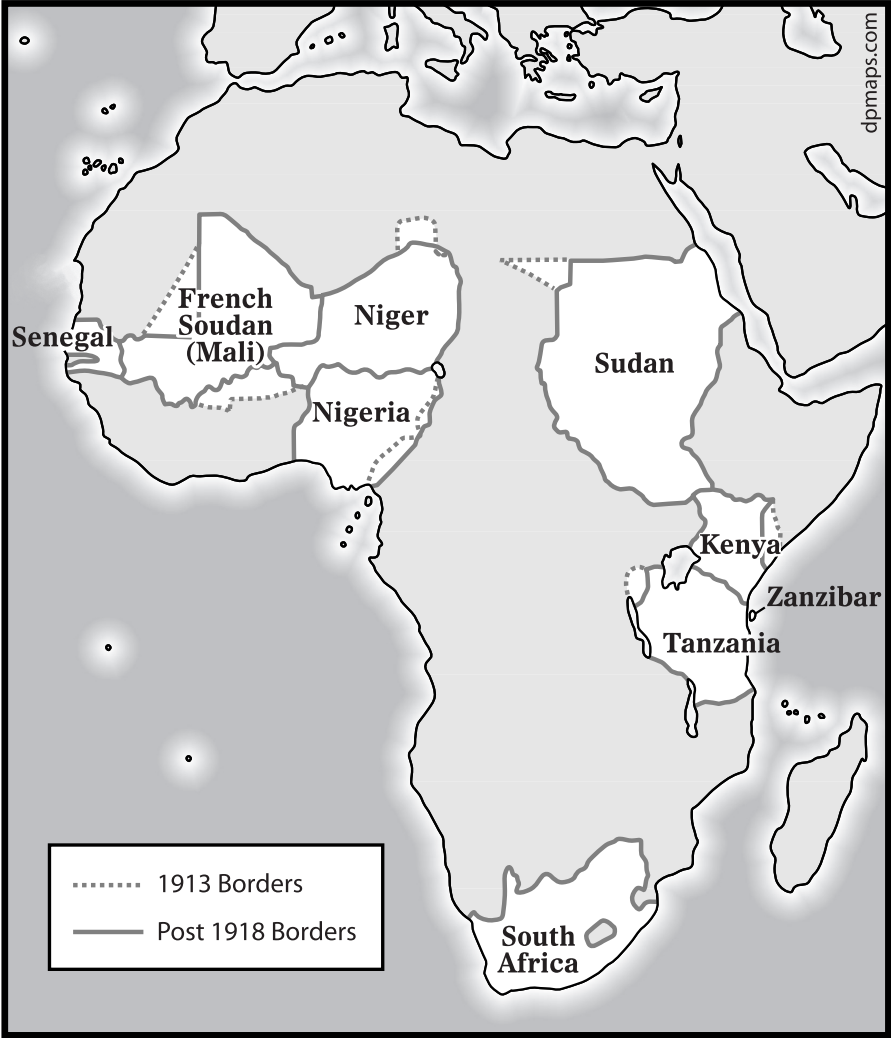 dpmaps.com
French
Soudan
(Mali)
Niger
Senegal
Sudan
Nigeria
Kenya
Zanzibar
Tanzania
1913 Borders
Post 1918 Borders
South
Africa